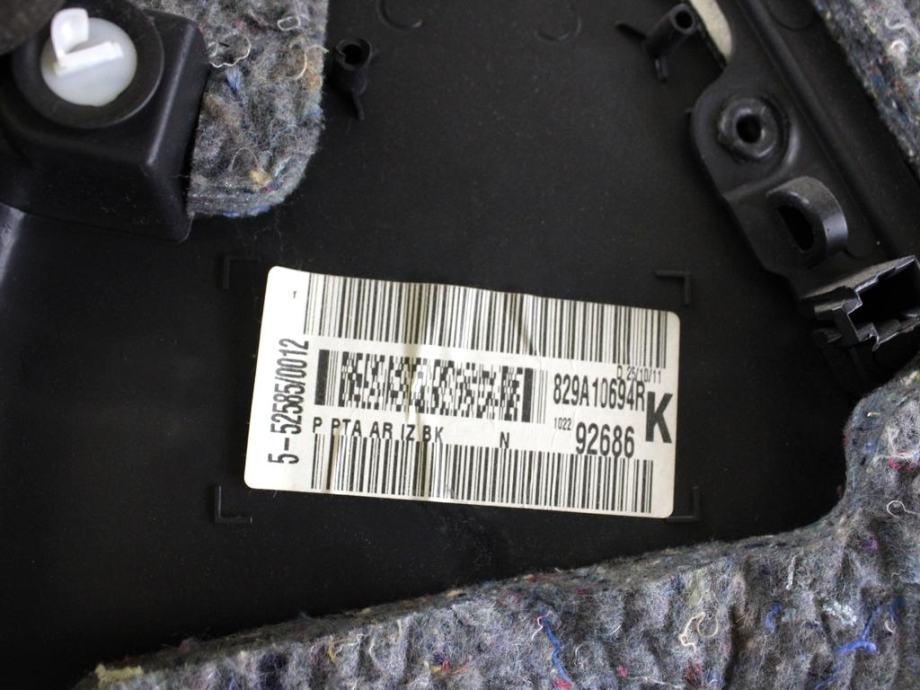 5-52585/0012
D 25/10/11
829A10694R
K
1022 92686
P PTA AR IZ BK N